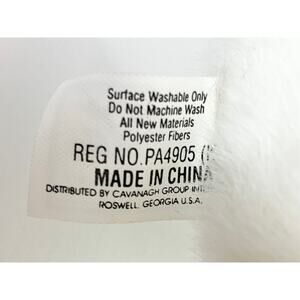 Surface Washable Only
Do Not Machine Wash
All New Materials
Polyester Fibers
REG NO.PA4905 (
MADE IN CHINA
DISTRIBUTED BY CAVANAGH GROUP
ROSWELL, GEORGIA U.S.A.